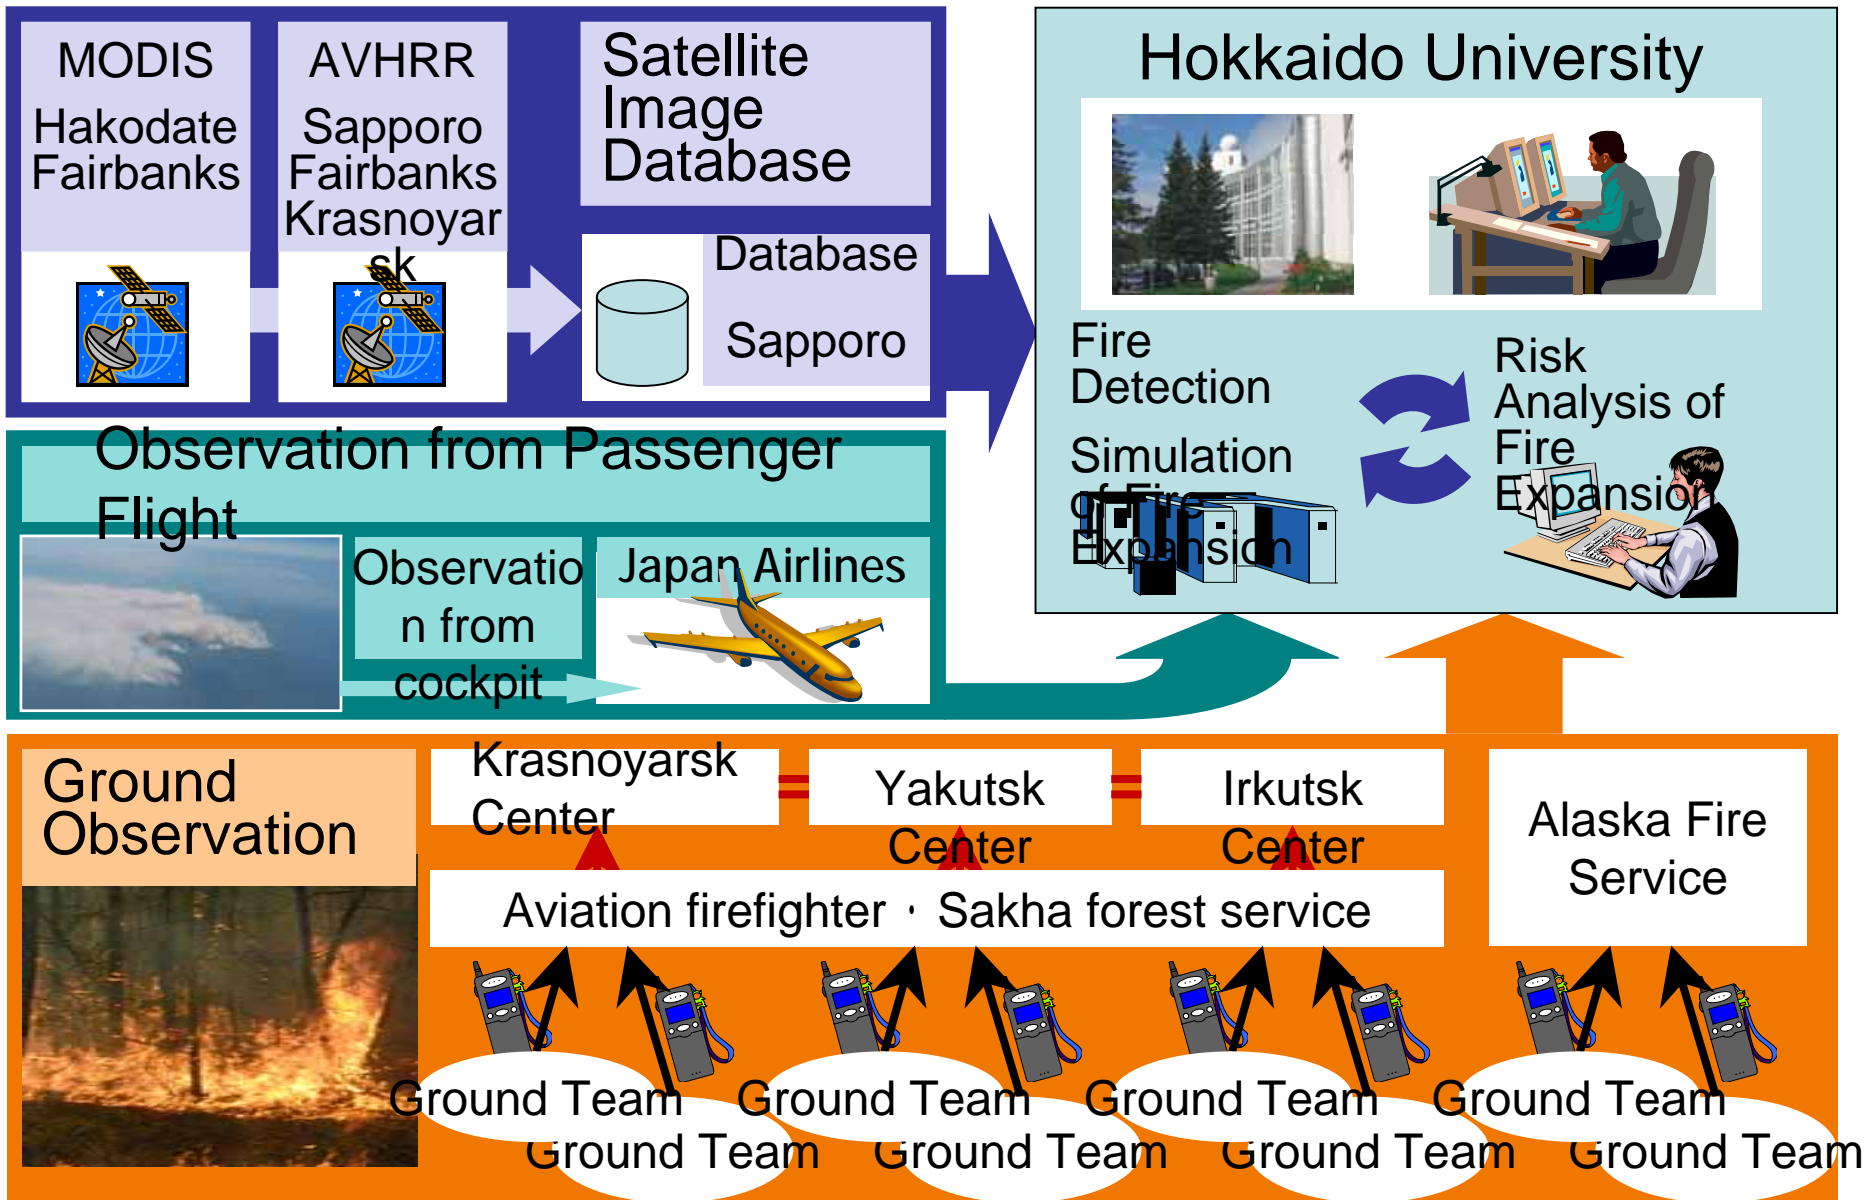 MODIS
Hakodate
Fairbanks
AVHRR
Sapporo
Fairbanks
Krasnoyar
sk
Satellite
Image
Database
Database
Sapporo
Hokkaido University
Fire
Detection
Simulation
of Fire
Expansion
Risk
Analysis of
Fire
Expansion
Observation from Passenger
Flight
Observatio
n from
cockpit
Japan Airlines
Ground
Observation
Krasnoyarsk
Center
Yakutsk
Center
Irkutsk
Center
Alaska Fire
Service
Aviation firefighter・Sakha forest service
Ground Team
Ground Team
Ground Team
Ground Team
Ground Team
Ground Team
Ground Team
Ground Team